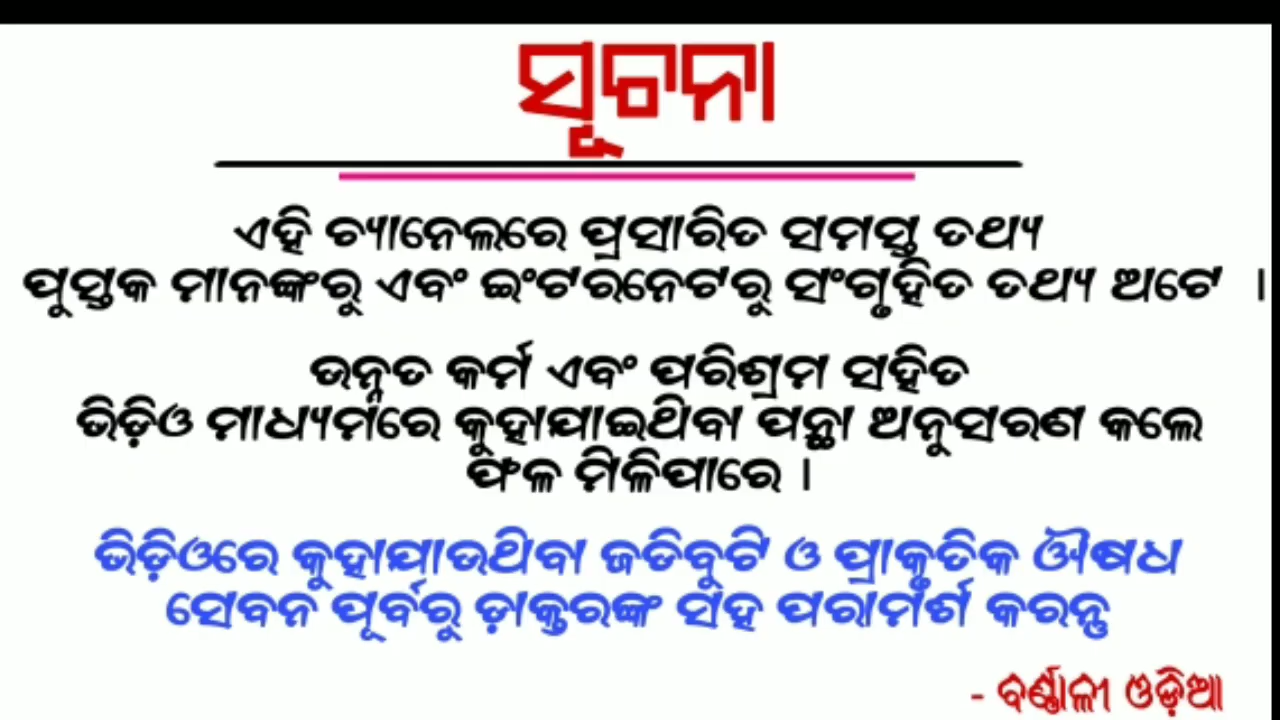 ସୂଚନା
ଏହି ଚ୍ୟାନେଲରେ ପ୍ରସାରିତ ସମସ୍ତ ତଥ୍ୟ
ପୁସ୍ତକ ମାନଙ୍କରୁ ଏବଂ ଇଂଟରନେଟରୁ ସଂଗୃହିତ ତଥ୍ୟ ଅଟେ ।
ଉନ୍ନତ କର୍ମ ଏବଂ ପରିଶ୍ରମ ସହିତ
ଭିଡ଼ିଓ ମାଧ୍ୟମରେ କୁହାଯାଇଥିବା ପନ୍ଥା ଅନୁସରଣ କଲେ
ଫଳ ମିଳିପାରେ ।
ଭିଡ଼ିଓରେ କୁହାଯାଉଥିବା ଜଡିବୁଟି ଓ ପ୍ରାକୃତିକ ଔଷଧ
ସେବନ ପୂର୍ବରୁ ଡ଼ାକ୍ତରଙ୍କ ସହ ପରାମର୍ଶ କରନ୍ତୁ
- ବର୍ଣ୍ଣାଳୀ ଓଡ଼ିଆ